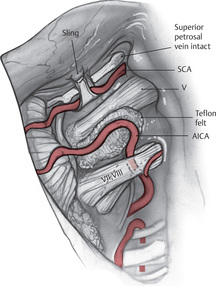 Sling
Superior
petrosal
vein intact
SCA
V
Teflon
felt
AICA
VII-VIII